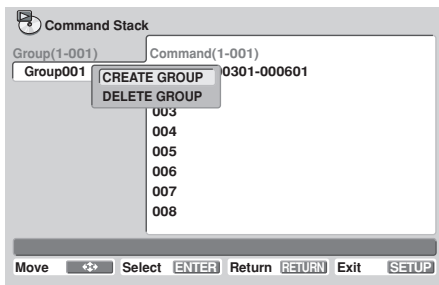 Command Stack
Group(1-001) Command(1-001)
Group001 00301-000601
CREATE GROUP
DELETE GROUP
003
004
005
006
007
008
Move Select ENTER Return RETURN Exit SETUP